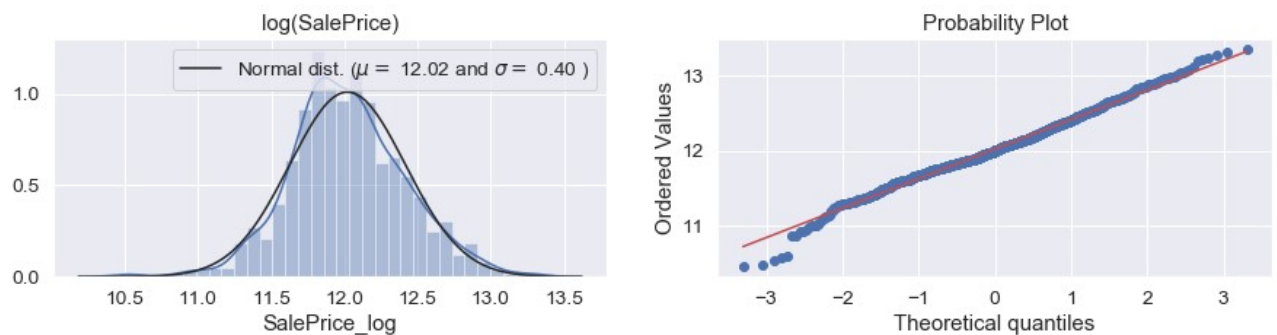 log(SalePrice)
Normal dist. (μ = 12.02 and σ = 0.40 )
1.0
0.5
0.0
10.5 11.0 11.5 12.0 12.5 13.0 13.5
SalePrice_log
Probability Plot
Ordered Values
13
12
11
−3 −2 −1 0 1 2 3
Theoretical quantiles